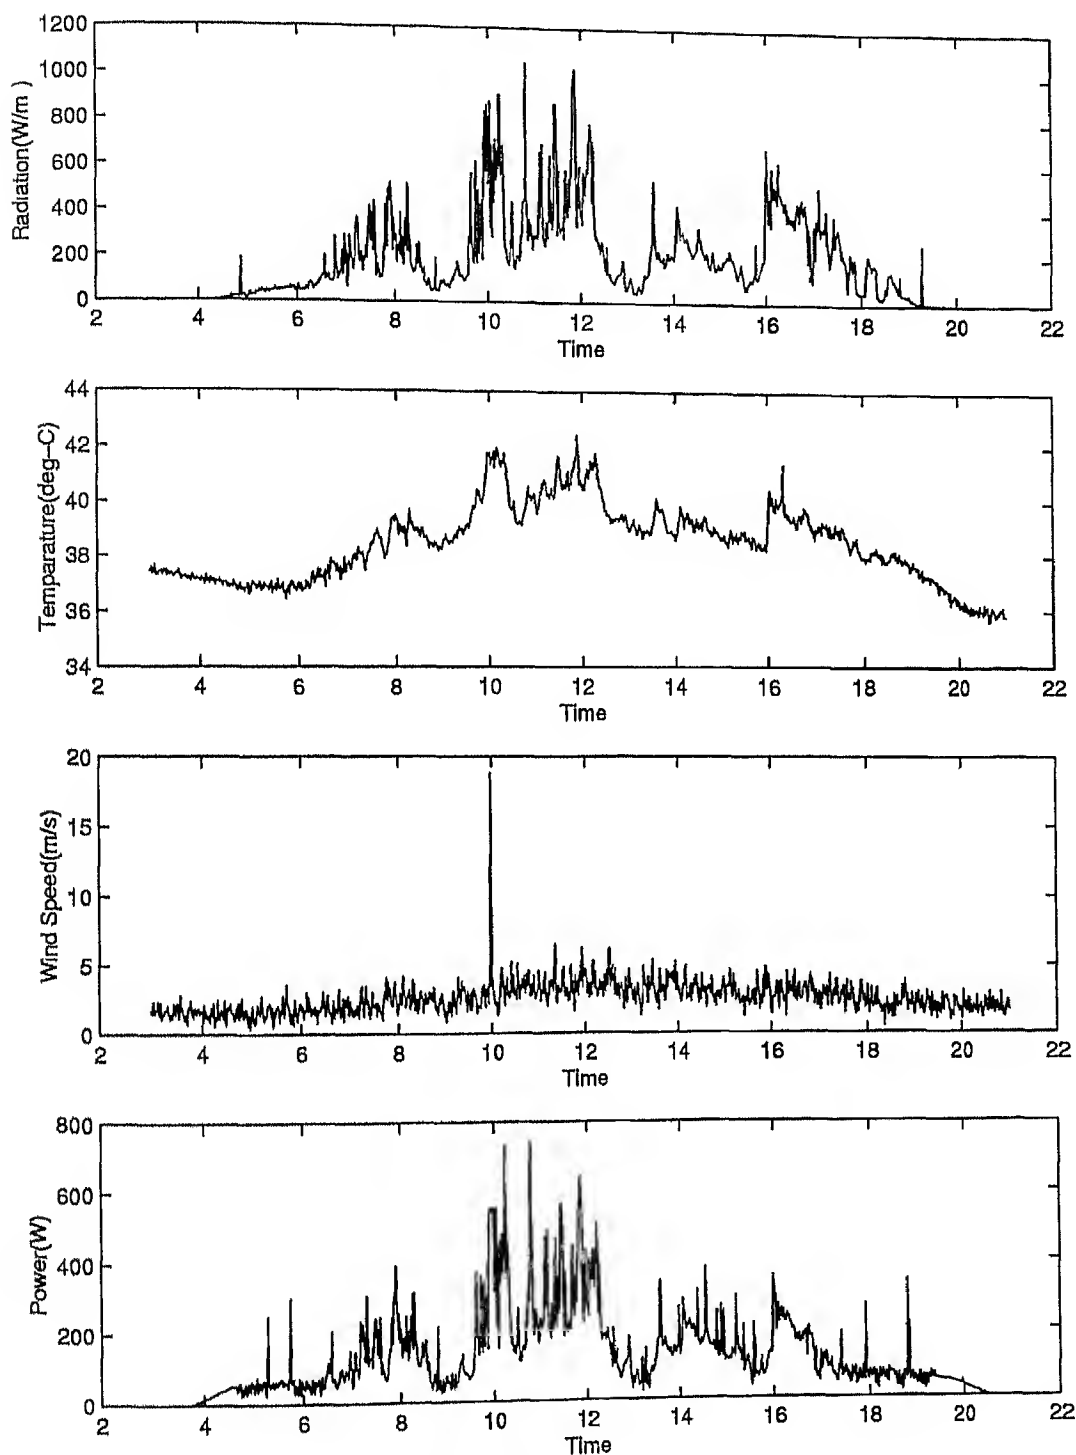 1200
1000
800
600
400
200
0
Radiation(W/m )
2 4 6 8 10 12 14 16 18 20 22
Time
44
42
40
38
36
34
Temparature(deg-C)
2 4 6 8 10 12 14 16 18 20 22
Time
20
15
10
5
0
Wind Speed(m/s)
2 4 6 8 10 12 14 16 18 20 22
Time
800
600
400
200
0
Power(W)
2 4 6 8 10 12 14 16 18 20 22
Time